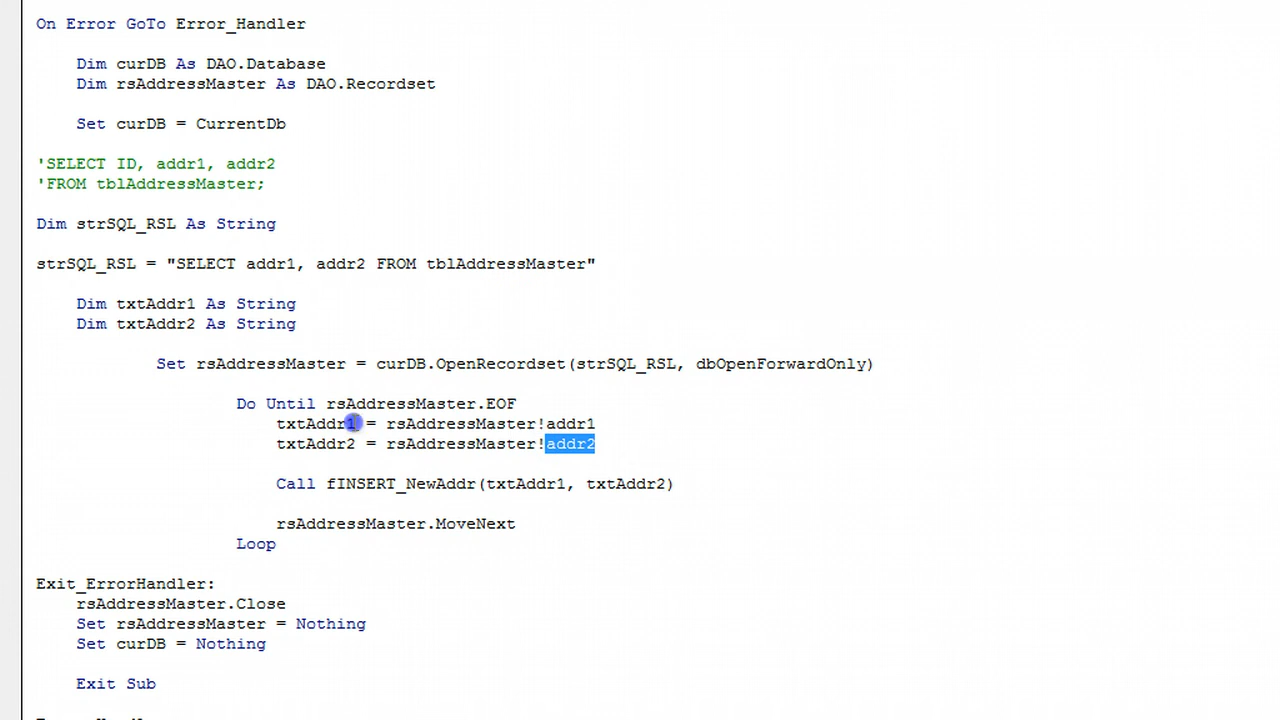 On Error GoTo Error_Handler
Dim curDB As DAO.Database
Dim rsAddressMaster As DAO.Recordset
Set curDB = CurrentDb
'SELECT ID, addr1, addr2
'FROM tblAddressMaster;
Dim strSQL_RSL As String
strSQL_RSL = "SELECT addr1, addr2 FROM tblAddressMaster"
Dim txtAddr1 As String
Dim txtAddr2 As String
Set rsAddressMaster = curDB.OpenRecordset(strSQL_RSL, dbOpenForwardOnly)
Do Until rsAddressMaster.EOF
txtAddr1 = rsAddressMaster!addr1
txtAddr2 = rsAddressMaster!addr2
Call fINSERT_NewAddr(txtAddr1, txtAddr2)
rsAddressMaster.MoveNext
Loop
Exit_ErrorHandler:
rsAddressMaster.Close
Set rsAddressMaster = Nothing
Set curDB = Nothing
Exit Sub